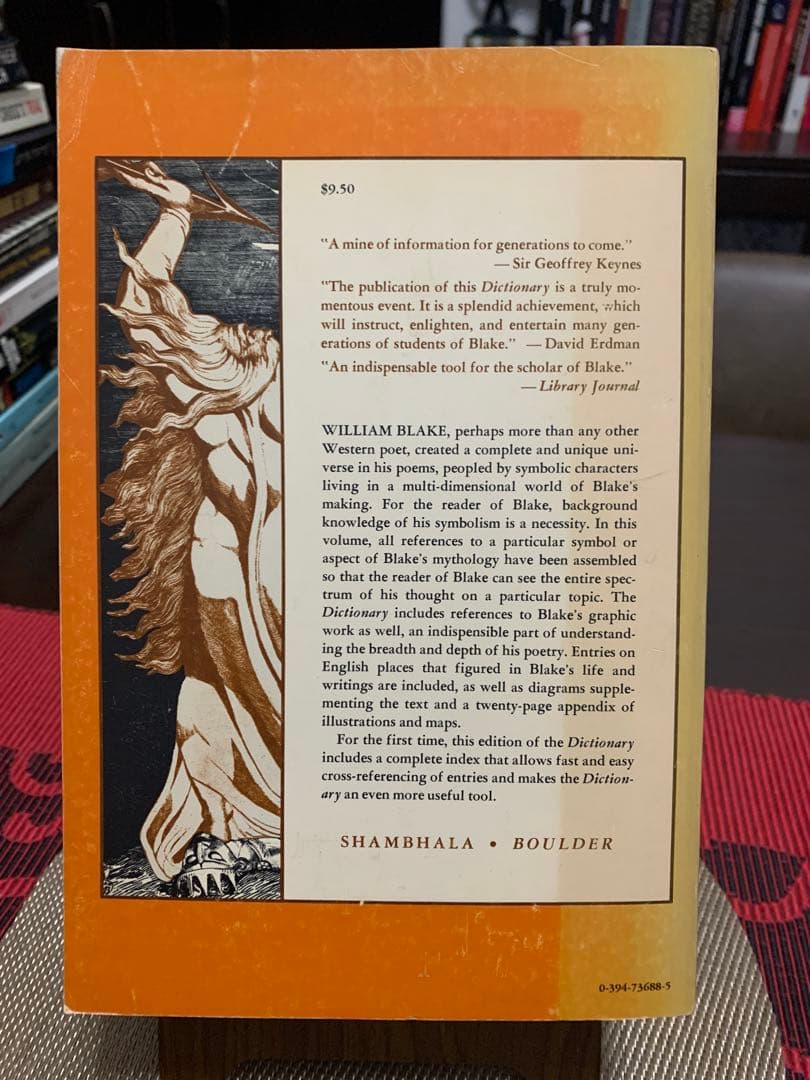 $9.50
"A mine of information for generations to come."
— Sir Geoffrey Keynes
"The publication of this Dictionary is a truly mo-
mentous event. It is a splendid achievement, which
will instruct, enlighten, and entertain many gen-
erations of students of Blake." — David Erdman
"An indispensable tool for the scholar of Blake."
— Library Journal
WILLIAM BLAKE, perhaps more than any other
Western poet, created a complete and unique uni-
verse in his poems, peopled by symbolic characters
living in a multi-dimensional world of Blake's
making. For the reader of Blake, background
knowledge of his symbolism is a necessity. In this
volume, all references to a particular symbol or
aspect of Blake's mythology have been assembled
so that the reader of Blake can see the entire spec-
trum of his thought on a particular topic. The
Dictionary includes references to Blake's graphic
work as well, an indispensible part of understand-
ing the breadth and depth of his poetry. Entries on
English places that figured in Blake's life and
writings are included, as well as diagrams supple-
menting the text and a twenty-page appendix of
illustrations and maps.
For the first time, this edition of the Dictionary
includes a complete index that allows fast and easy
cross-referencing of entries and makes the Diction-
ary an even more useful tool.
SHAMBHALA • BOULDER
0-394-73688-5